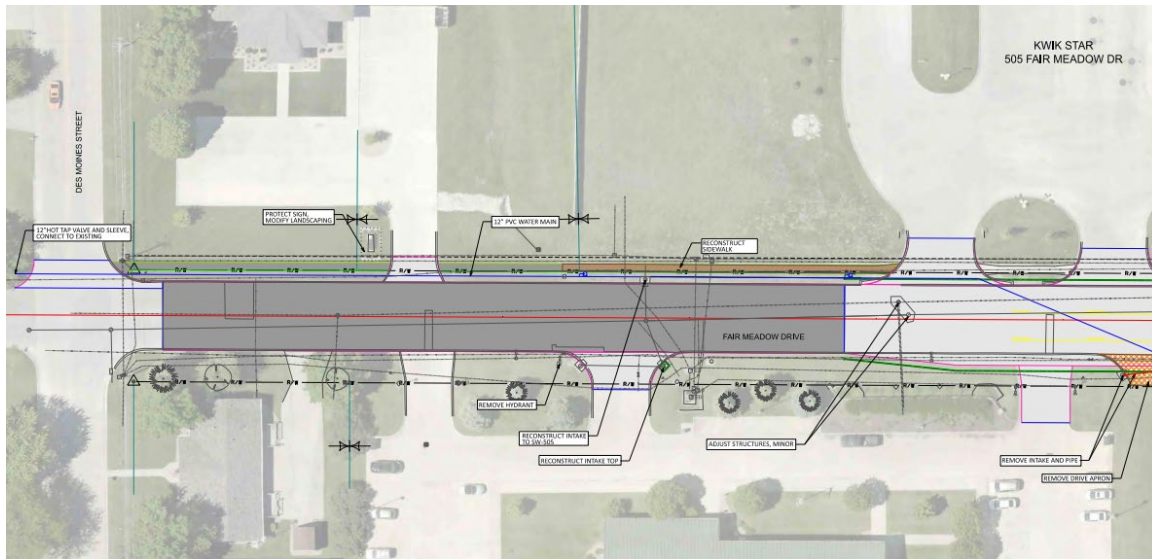 KWIK STAR
505 FAIR MEADOW DR
DES MOINES STREET
PROTECT SIGN,
MODIFY LANDSCAPING
12" PVC WATER MAIN
12"HOT TAP VALVE AND SLEEVE,
CONNECT TO EXISTING
RECONSTRUCT
SIDEWALK
R/W R/W R/W R/W R/W R/W R/W R/W R/W R/W R/W R/W R/W R/W R/W R/W
FAIR MEADOW DRIVE
R/W R/W R/W R/W R/W R/W R/W R/W R/W R/W R/W R/W
REMOVE HYDRANT
RECONSTRUCT INTAKE
TO SW-505
RECONSTRUCT INTAKE TOP
ADJUST STRUCTURES, MINOR
REMOVE INTAKE AND PIPE
REMOVE DRIVE APRON